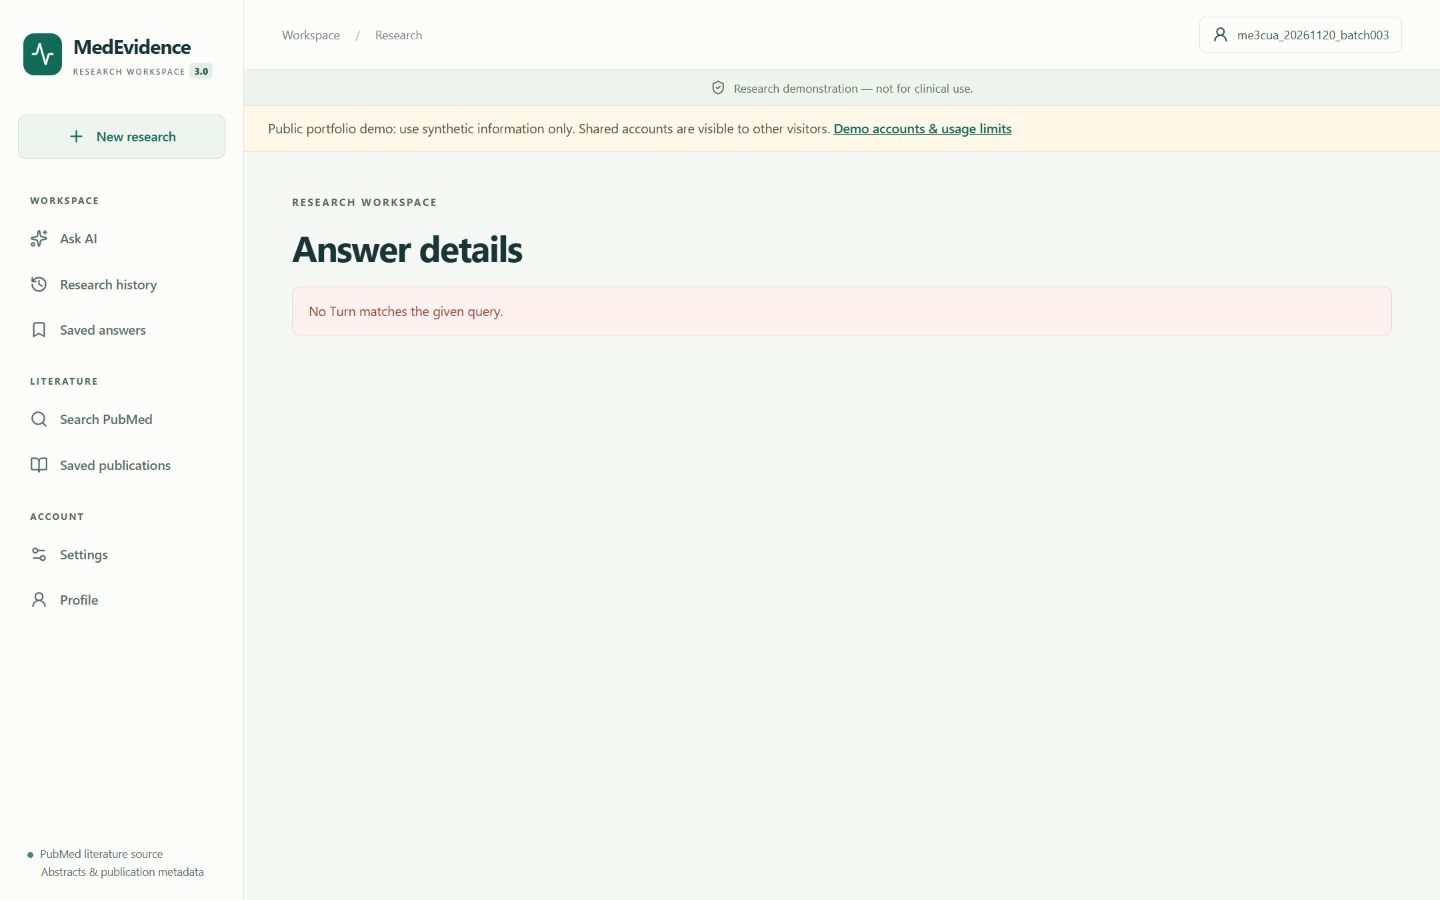 MedEvidence
RESEARCH WORKSPACE 3.0
New research
WORKSPACE
Ask AI
Research history
Saved answers
LITERATURE
Search PubMed
Saved publications
ACCOUNT
Settings
Profile
PubMed literature source
Abstracts & publication metadata
Workspace / Research
me3cua_20261120_batch003
Research demonstration — not for clinical use.
Public portfolio demo: use synthetic information only. Shared accounts are visible to other visitors. Demo accounts & usage limits
RESEARCH WORKSPACE
Answer details
No Turn matches the given query.